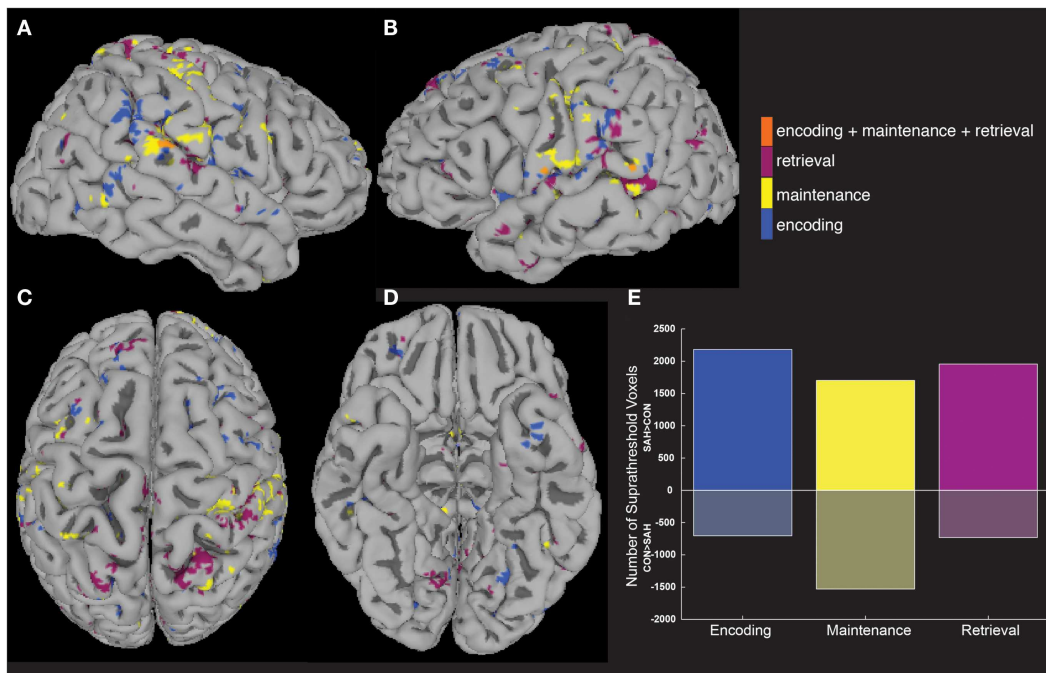 A
B
encoding + maintenance + retrieval
retrieval
maintenance
encoding
C
D
E
Number of Suprathreshold Voxels
CON>SAH
SAH>CON
2500
2000
1500
1000
500
0
-500
-1000
-1500
-2000
Encoding
Maintenance
Retrieval